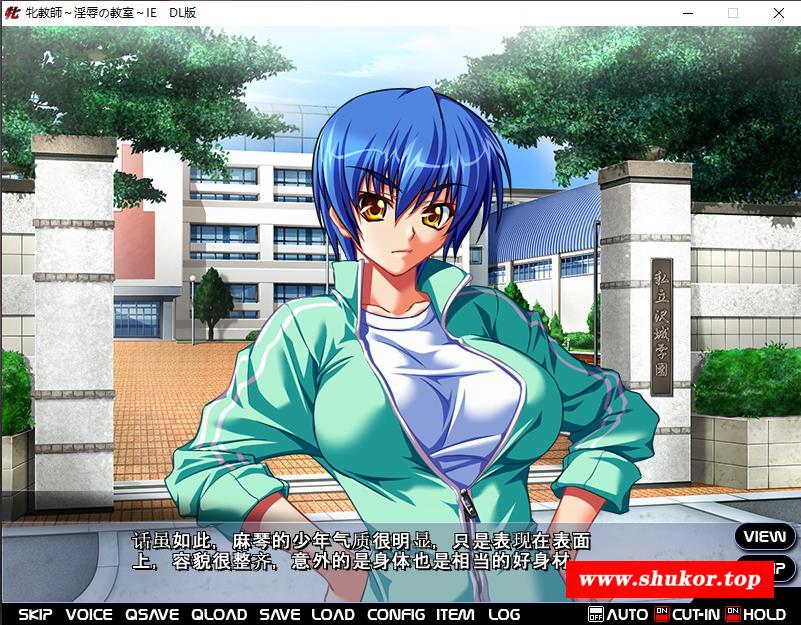 牝教師～淫辱の教室～IE DL版
私立沢城学園
话虽如此，麻琴的少年气质很明显，只是表现在表面
上，容貌很整齐，意外的是身体也是相当的好身材
VIEW
www.shukor.top
SKIP VOICE QSAVE QLOAD SAVE LOAD CONFIG ITEM LOG OFF AUTO ON CUT-IN ON HOLD